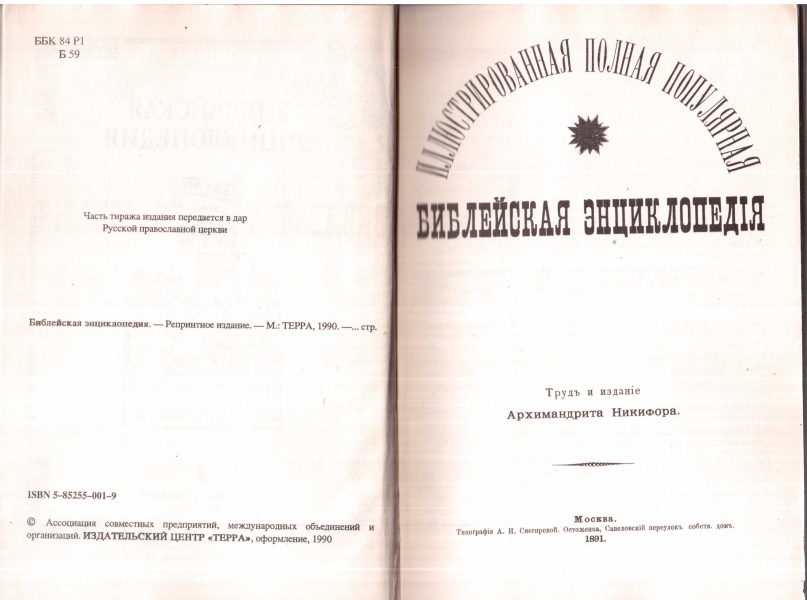 ББК 84 Р1
Б 59
Часть тиража издания передается в дар
Русской православной церкви
Библейская энциклопедия. — Репринтное издание. — М.: ТЕРРА, 1990. —... стр.
ISBN 5–85255–001–9
© Ассоциация совместных предприятий, международных объединений и
организаций. ИЗДАТЕЛЬСКИЙ ЦЕНТР «ТЕРРА», оформление, 1990
ИЛЛЮСТРИРОВАННАЯ ПОЛНАЯ ПОПУЛЯРНАЯ
БИБЛЕЙСКАЯ ЭНЦИКЛОПЕДІЯ
Трудъ и изданіе
Архимандрита Никифора.
Москва.
Типографія А. И. Снегиревой. Остоженка, Савеловскій переулокъ собств. домъ.
1891.